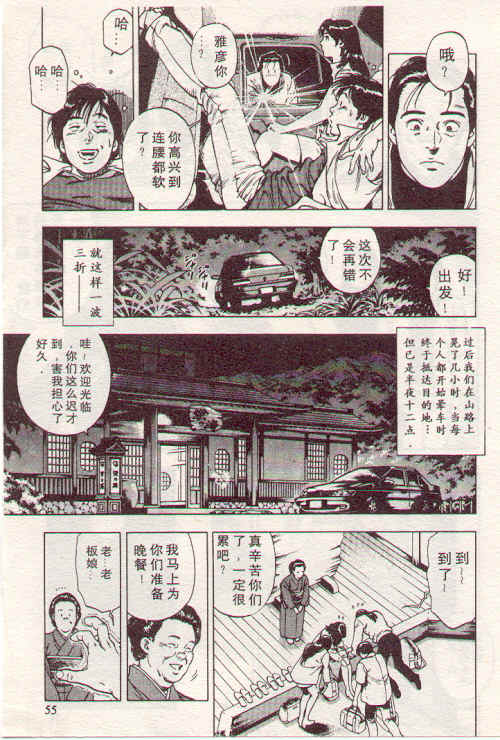 哦
?
雅彦你
…?
你高兴到
连腰都软
了?
哈…
哈…
哈…
好!
出发!
这次不
会再错
了!
就这样一波
三折——
过后我们在山路上
晃了几小时,当每
个人都开始晕车时
终于抵达目的地…
但已是半夜十二点.
哇!欢迎光临
,你们这么迟才
到,害我担心了
好久.
到~
到了~
真辛苦你们
了,一定很
累吧?
我马上为
你们准备
晚餐!
老…老
板娘…
55